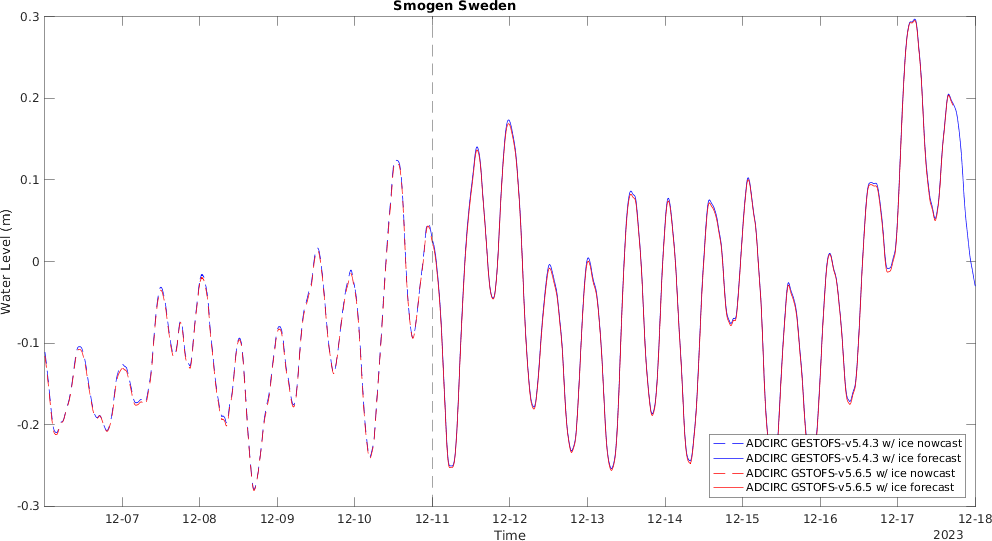 Smogen Sweden
0.3
0.2
0.1
0
-0.1
-0.2
-0.3
Water Level (m)
ADCIRC GESTOFS-v5.4.3 w/ ice nowcast
ADCIRC GESTOFS-v5.4.3 w/ ice forecast
ADCIRC GSTOFS-v5.6.5 w/ ice nowcast
ADCIRC GSTOFS-v5.6.5 w/ ice forecast
12-07 12-08 12-09 12-10 12-11 12-12 12-13 12-14 12-15 12-16 12-17 12-18
Time
2023